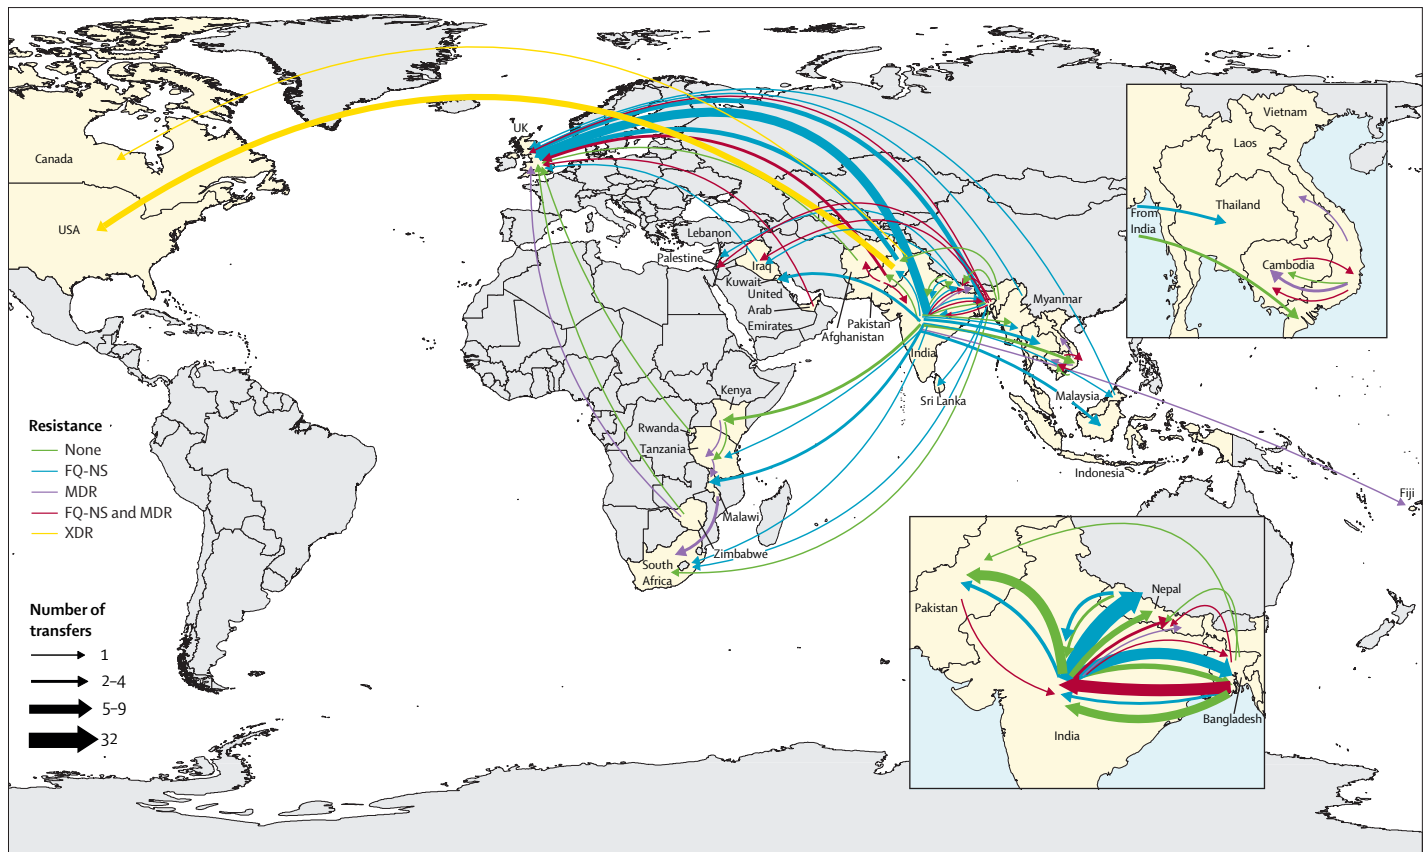 UK
Canada
USA
Lebanon
Palestine
Iraq
Kuwait
United
Arab
Emirates
Pakistan
Afghanistan
Myanmar
India
Sri Lanka
Malaysia
Indonesia
Kenya
Rwanda
Tanzania
Malawi
Zimbabwe
South
Africa
Fiji
Vietnam
Laos
Thailand
From
India
Cambodia
Resistance
None
FQ-NS
MDR
FQ-NS and MDR
XDR
Number of
transfers
1
2–4
5–9
32
Nepal
Pakistan
Bangladesh
India